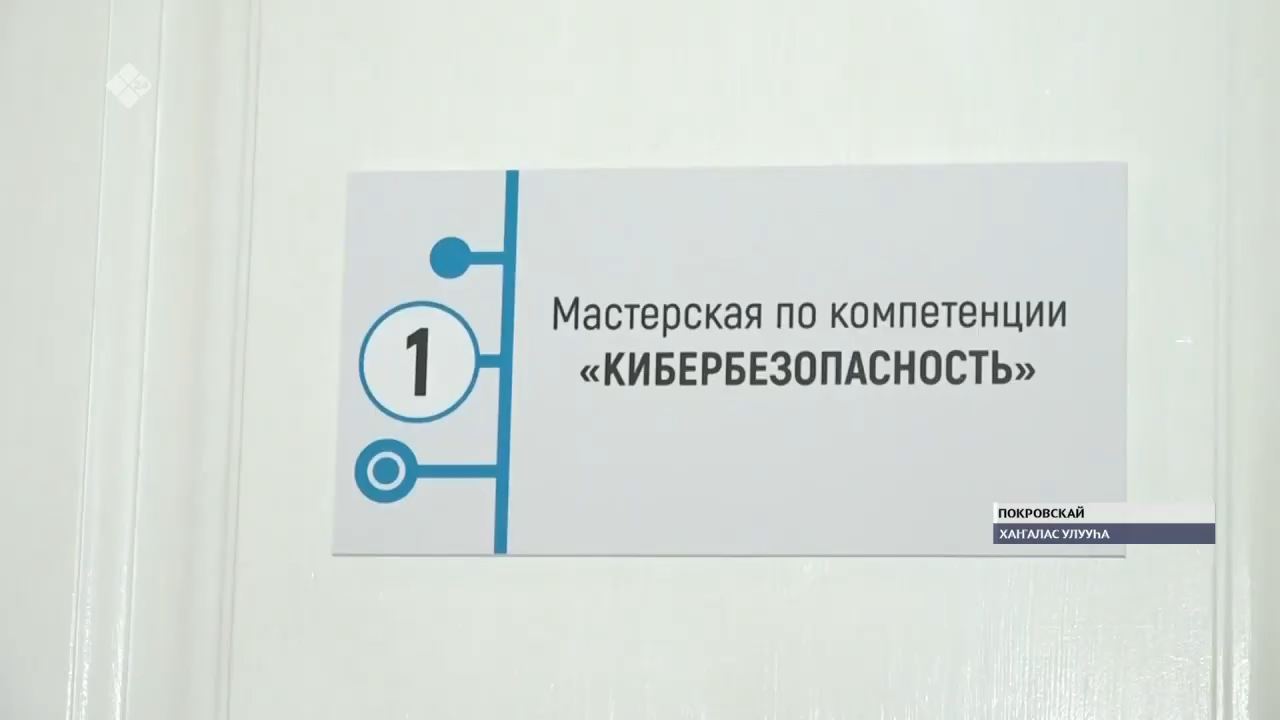 1
Мастерская по компетенции
«КИБЕРБЕЗОПАСНОСТЬ»
ПОКРОВСКАЙ
ХАҤАЛАС УЛУУҺА